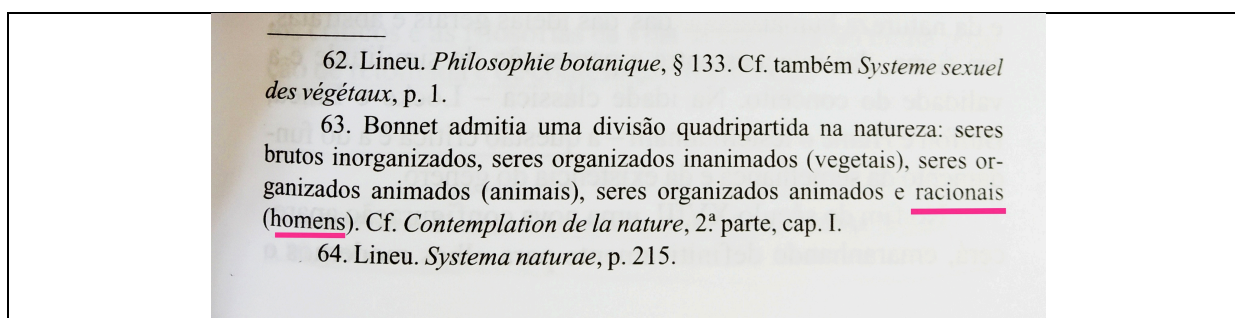 62. Lineu. Philosophie botanique, § 133. Cf. também Systeme sexuel
des végétaux, p. 1.
63. Bonnet admitia uma divisão quadripartida na natureza: seres
brutos inorganizados, seres organizados inanimados (vegetais), seres or-
ganizados animados (animais), seres organizados animados e racionais
(homens). Cf. Contemplation de la nature, 2ª parte, cap. I.
64. Lineu. Systema naturae, p. 215.